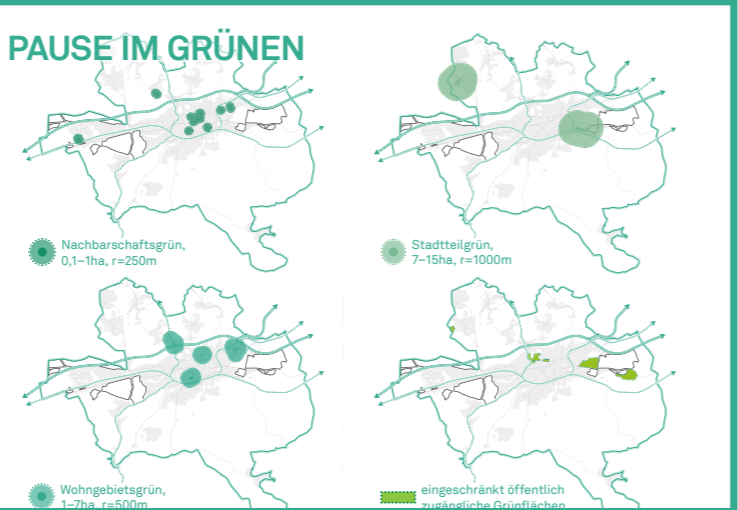 PAUSE IM GRÜNEN
Nachbarschaftsgrün,
0,1–1ha, r=250m
Stadtteilgrün,
7–15ha, r=1000m
Wohngebietsgrün,
1–7ha, r=500m
eingeschränkt öffentlich
zugängliche Grünflächen